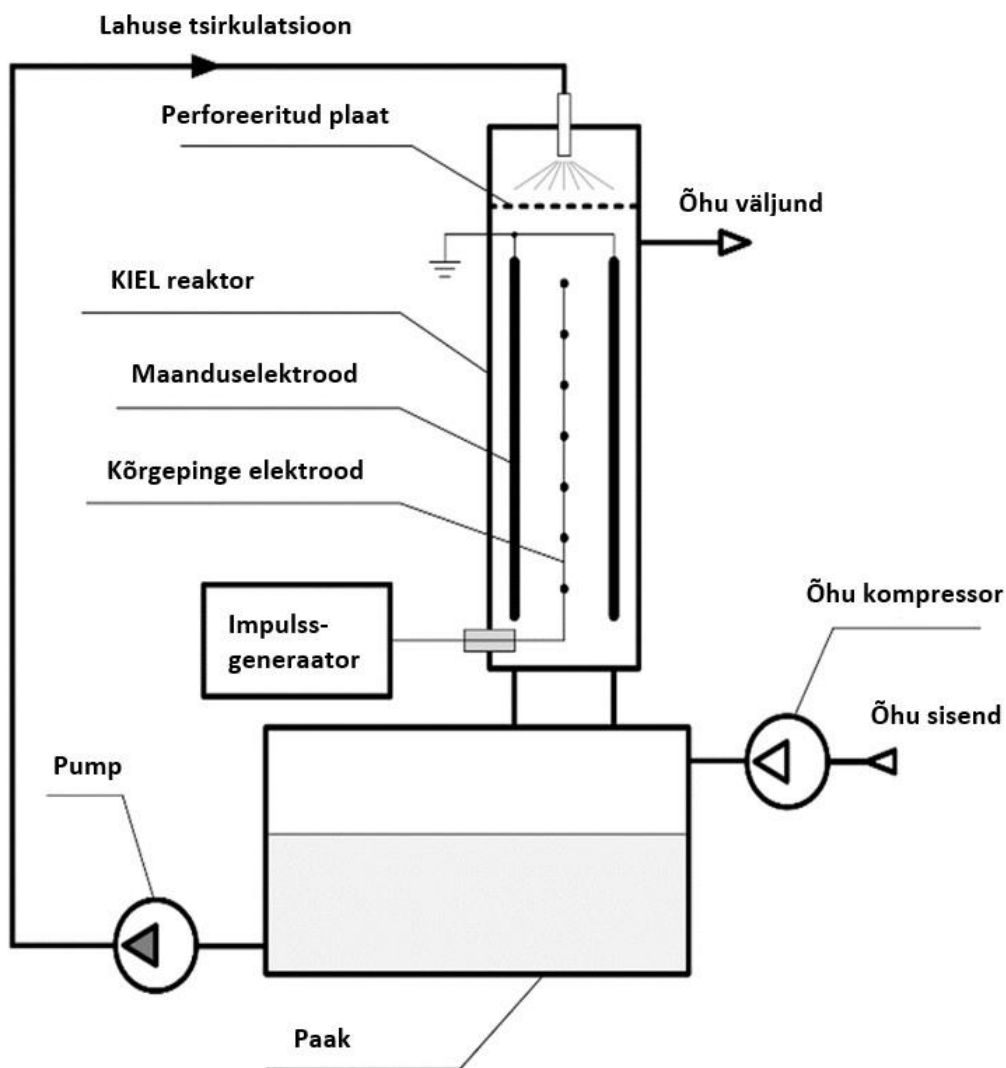 Lahuse tsirkulatsioon
Perforeeritud plaat
Õhu väljund
KIEL reaktor
Maanduselektrood
Kõrgepinge elektrood
Õhu kompressor
Impulss-
generaator
Õhu sisend
Pump
Paak